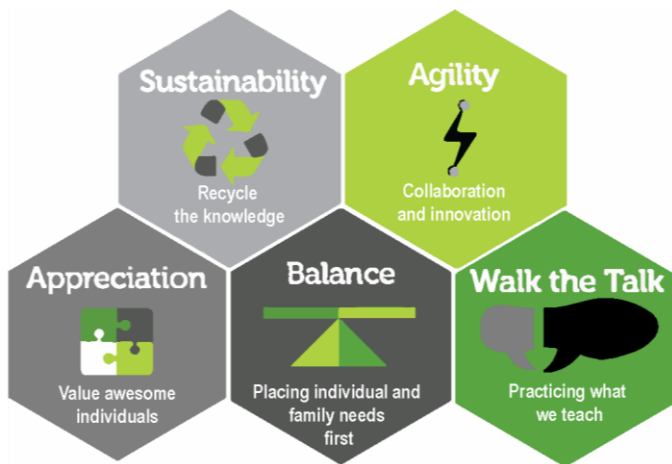 Sustainability
Recycle
the knowledge
Agility
Collaboration
and innovation
Appreciation
Value awesome
individuals
Balance
Placing individual and
family needs
first
Walk the Talk
Practicing what
we teach